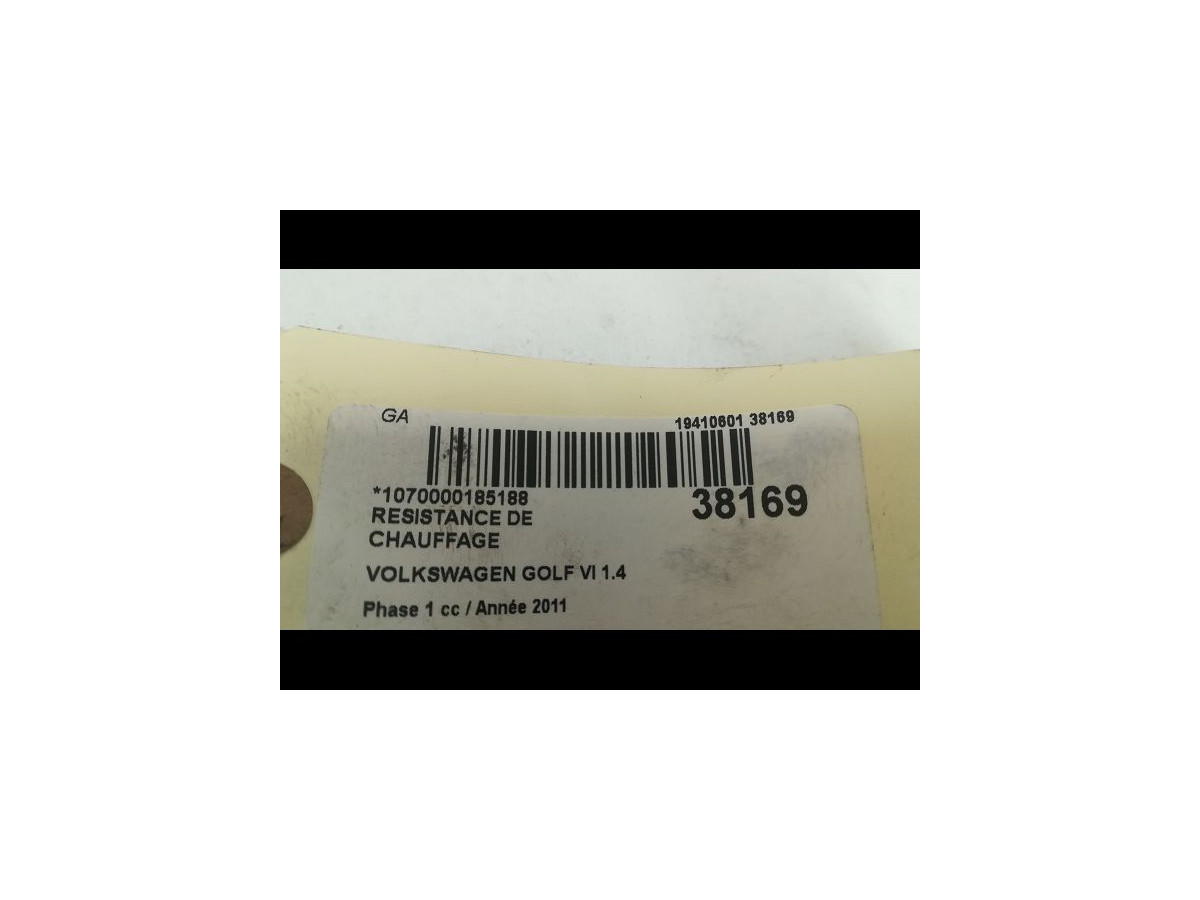 GA
19410601 38169
*1070000185188
38169
RESISTANCE DE
CHAUFFAGE
VOLKSWAGEN GOLF VI 1.4
Phase 1 cc / Année 2011